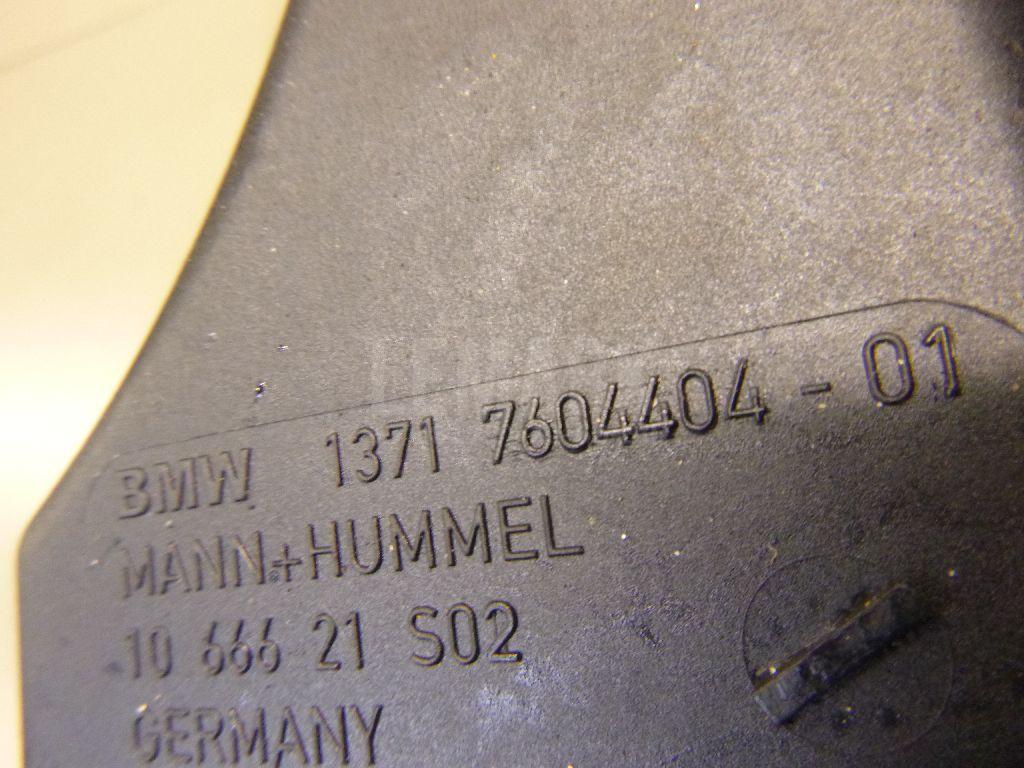 BMW 1371 7604404 - 01
MANN+HUMMEL
10 666 21 S02
GERMANY